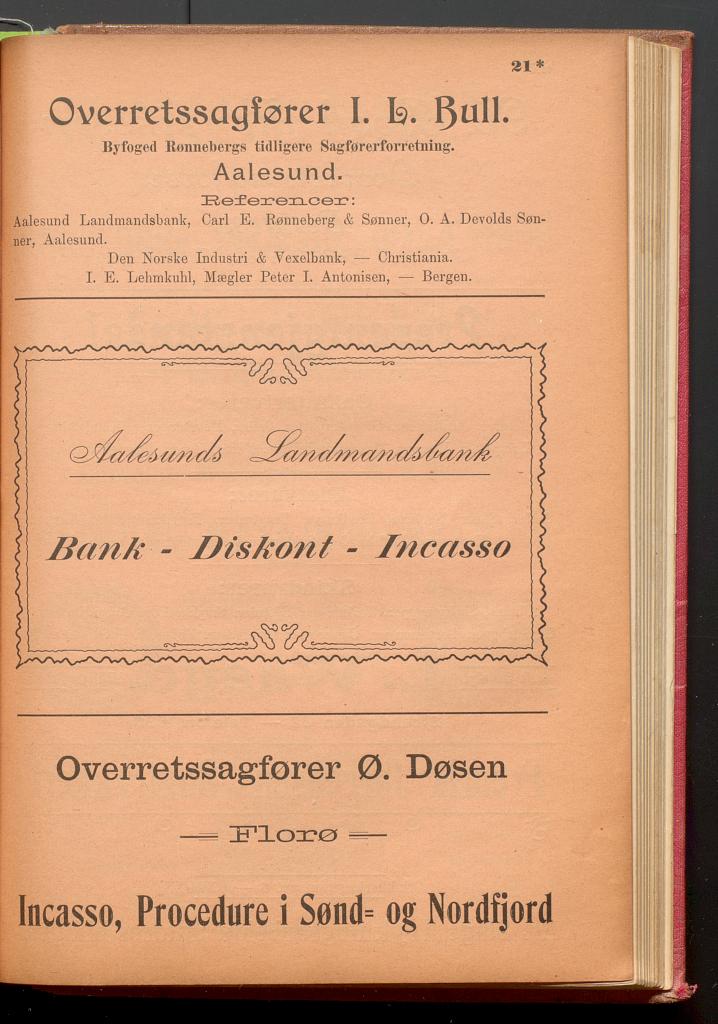 21*
Overretssagfører I. L. Bull.
Byfoged Rønnebergs tidligere Sagførerforretning.
Aalesund.
Referencer:
Aalesund Landmandsbank, Carl E. Rønneberg & Sønner, O. A. Devolds Søn-
ner, Aalesund.
Den Norske Industri & Vexelbank, — Christiania.
I. E. Lehmkuhl, Mægler Peter I. Antonisen, — Bergen.
Aalesunds Landmandsbank
Bank - Diskont - Incasso
Overretssagfører Ø. Døsen
Florø
Incasso, Procedure i Sønd= og Nordfjord